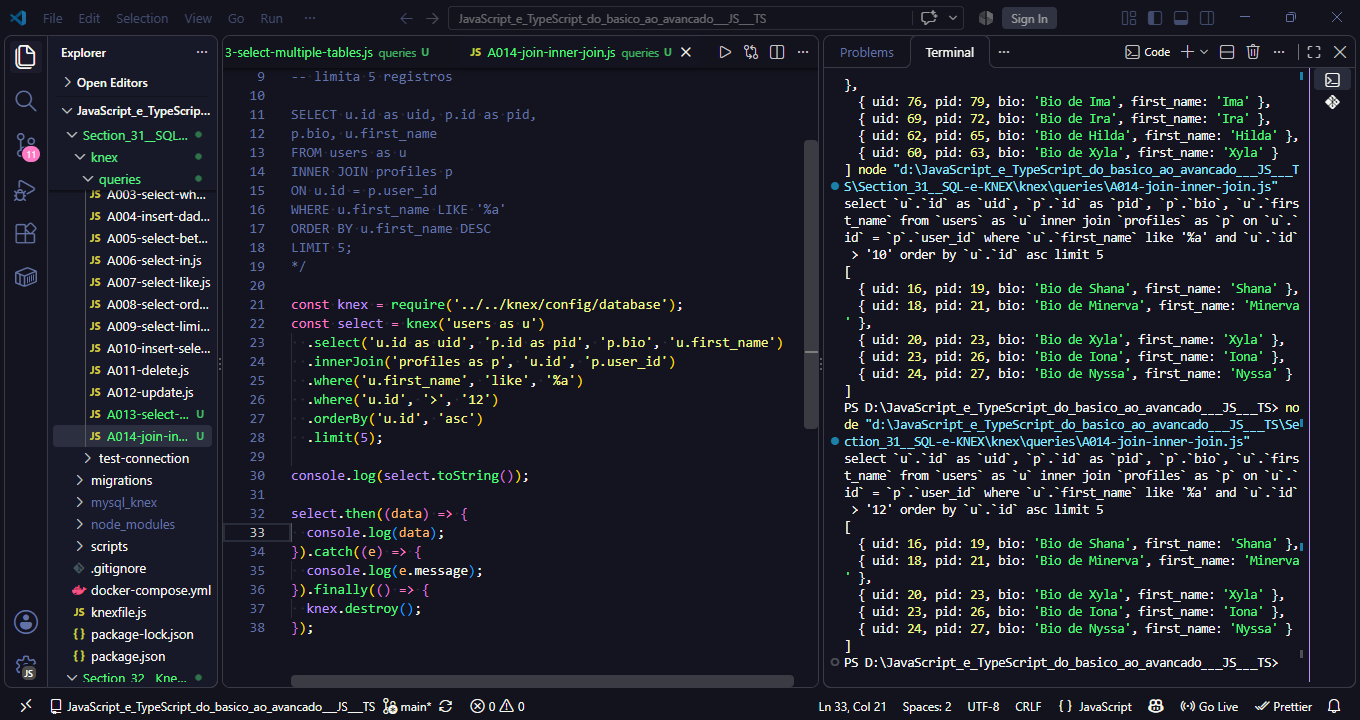 File Edit Selection View Go Run ···
JavaScript_e_TypeScript_do_basico_ao_avancado___JS___TS
Sign In
Explorer ···
Open Editors
JavaScript_e_TypeScrip...
Section_31__SQL...
knex
queries
JS A003-select-wh...
JS A004-insert-dad...
JS A005-select-bet...
JS A006-select-in.js
JS A007-select-like.js
JS A008-select-ord...
JS A009-select-limi...
JS A010-insert-sele...
JS A011-delete.js
JS A012-update.js
JS A013-select-... U
JS A014-join-in... U
test-connection
migrations
mysql_knex
node_modules
scripts
.gitignore
docker-compose.yml
JS knexfile.js
{} package-lock.json
{} package.json
Section_32__Kne...
11
JS
3-select-multiple-tables.js queries U
JS A014-join-inner-join.js queries U
9 -- limita 5 registros
10
11 SELECT u.id as uid, p.id as pid,
12 p.bio, u.first_name
13 FROM users as u
14 INNER JOIN profiles p
15 ON u.id = p.user_id
16 WHERE u.first_name LIKE '%a'
17 ORDER BY u.first_name DESC
18 LIMIT 5;
19 */
20
21 const knex = require('../../knex/config/database');
22 const select = knex('users as u')
23 .select('u.id as uid', 'p.id as pid', 'p.bio', 'u.first_name')
24 .innerJoin('profiles as p', 'u.id', 'p.user_id')
25 .where('u.first_name', 'like', '%a')
26 .where('u.id', '>', '12')
27 .orderBy('u.id', 'asc')
28 .limit(5);
29
30 console.log(select.toString());
31
32 select.then((data) => {
33 console.log(data);
34 }).catch((e) => {
35 console.log(e.message);
36 }).finally(() => {
37 knex.destroy();
38 });
Problems Terminal ···
Code
},
{ uid: 76, pid: 79, bio: 'Bio de Ima', first_name: 'Ima' },
{ uid: 69, pid: 72, bio: 'Bio de Ira', first_name: 'Ira' },
{ uid: 62, pid: 65, bio: 'Bio de Hilda', first_name: 'Hilda' },
{ uid: 60, pid: 63, bio: 'Bio de Xyla', first_name: 'Xyla' }
] node "d:\JavaScript_e_TypeScript_do_basico_ao_avancado___JS___T
S\Section_31__SQL-e-KNEX\knex\queries\A014-join-inner-join.js"
select `u`.`id` as `uid`, `p`.`id` as `pid`, `p`.`bio`, `u`.`firs
t_name` from `users` as `u` inner join `profiles` as `p` on `u`.`
id` = `p`.`user_id` where `u`.`first_name` like '%a' and `u`.`id`
> '10' order by `u`.`id` asc limit 5
[
{ uid: 16, pid: 19, bio: 'Bio de Shana', first_name: 'Shana' },
{ uid: 18, pid: 21, bio: 'Bio de Minerva', first_name: 'Minerva
' },
{ uid: 20, pid: 23, bio: 'Bio de Xyla', first_name: 'Xyla' },
{ uid: 23, pid: 26, bio: 'Bio de Iona', first_name: 'Iona' },
{ uid: 24, pid: 27, bio: 'Bio de Nyssa', first_name: 'Nyssa' }
]
PS D:\JavaScript_e_TypeScript_do_basico_ao_avancado___JS___TS> no
de "d:\JavaScript_e_TypeScript_do_basico_ao_avancado___JS___TS\Se
ction_31__SQL-e-KNEX\knex\queries\A014-join-inner-join.js"
select `u`.`id` as `uid`, `p`.`id` as `pid`, `p`.`bio`, `u`.`firs
t_name` from `users` as `u` inner join `profiles` as `p` on `u`.`
id` = `p`.`user_id` where `u`.`first_name` like '%a' and `u`.`id`
> '12' order by `u`.`id` asc limit 5
[
{ uid: 16, pid: 19, bio: 'Bio de Shana', first_name: 'Shana' },
{ uid: 18, pid: 21, bio: 'Bio de Minerva', first_name: 'Minerva
' },
{ uid: 20, pid: 23, bio: 'Bio de Xyla', first_name: 'Xyla' },
{ uid: 23, pid: 26, bio: 'Bio de Iona', first_name: 'Iona' },
{ uid: 24, pid: 27, bio: 'Bio de Nyssa', first_name: 'Nyssa' }
]
PS D:\JavaScript_e_TypeScript_do_basico_ao_avancado___JS___TS>
JavaScript_e_TypeScript_do_basico_ao_avancado___JS___TS main* 0 0 Ln 33, Col 21 Spaces: 2 UTF-8 CRLF {} JavaScript Go Live Prettier